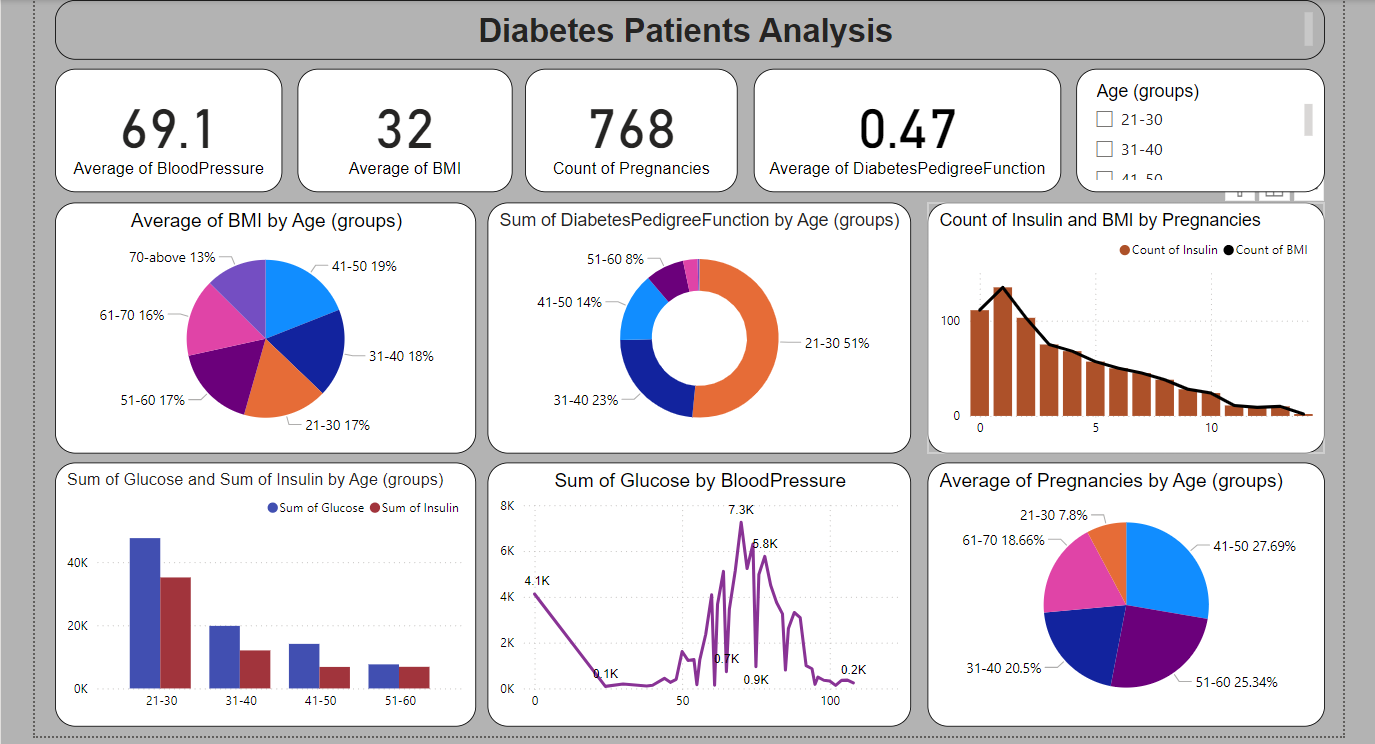 Diabetes Patients Analysis
69.1
Average of BloodPressure
32
Average of BMI
768
Count of Pregnancies
0.47
Average of DiabetesPedigreeFunction
Age (groups)
21-30
31-40
41-50
Average of BMI by Age (groups)
70-above 13%
41-50 19%
61-70 16%
31-40 18%
51-60 17%
21-30 17%
Sum of DiabetesPedigreeFunction by Age (groups)
51-60 8%
41-50 14%
21-30 51%
31-40 23%
Count of Insulin and BMI by Pregnancies
Count of Insulin Count of BMI
100
0
0 5 10
Sum of Glucose and Sum of Insulin by Age (groups)
Sum of Glucose Sum of Insulin
40K
20K
0K
21-30 31-40 41-50 51-60
Sum of Glucose by BloodPressure
8K
7.3K
6K
5.8K
4.1K
4K
2K
0.7K
0.1K
0.9K
0.2K
0K
0 50 100
Average of Pregnancies by Age (groups)
21-30 7.8%
61-70 18.66%
41-50 27.69%
31-40 20.5%
51-60 25.34%